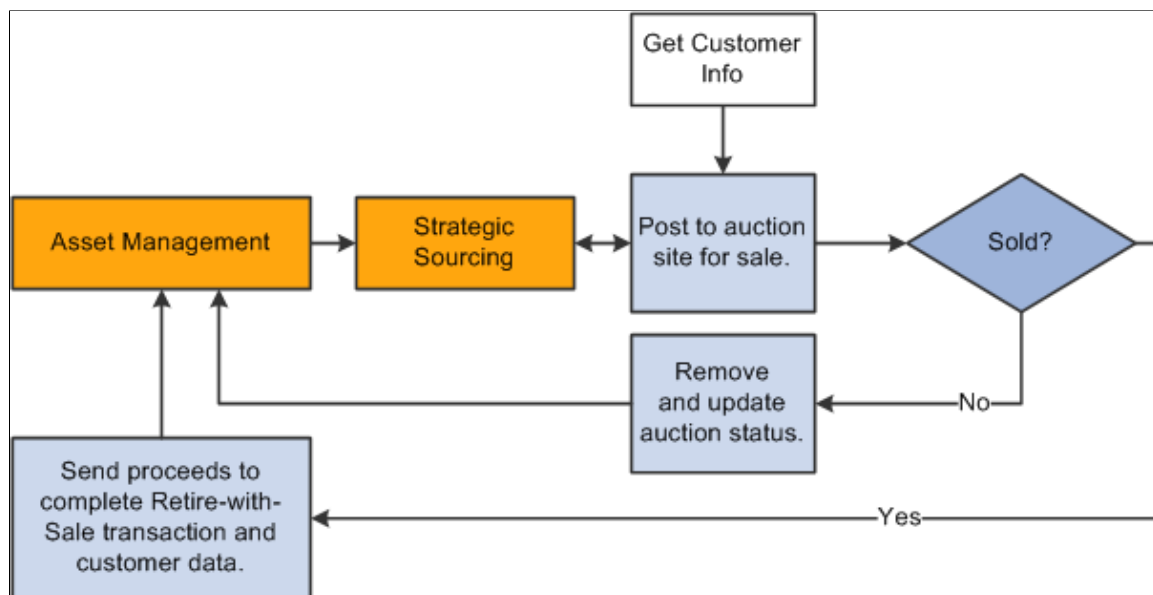 Get Customer
Info
Asset Management
Strategic
Sourcing
Post to auction
site for sale.
Sold?
Remove
and update
auction status.
No
Send proceeds to
complete Retire-with-
Sale transaction and
customer data.
Yes